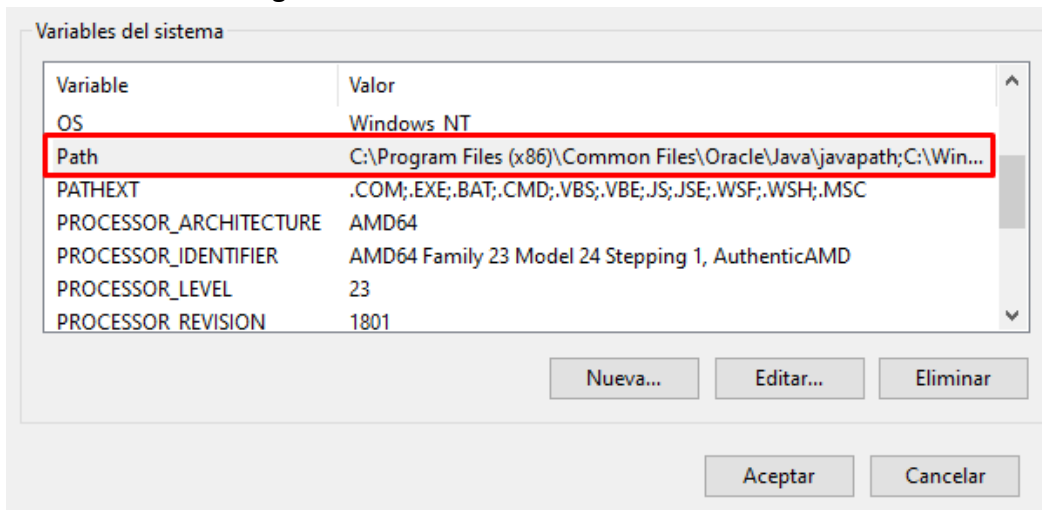 Variables del sistema
Variable Valor
OS Windows_NT
Path C:\Program Files (x86)\Common Files\Oracle\Java\javapath;C:\Win...
PATHEXT .COM;.EXE;.BAT;.CMD;.VBS;.VBE;.JS;.JSE;.WSF;.WSH;.MSC
PROCESSOR_ARCHITECTURE AMD64
PROCESSOR_IDENTIFIER AMD64 Family 23 Model 24 Stepping 1, AuthenticAMD
PROCESSOR_LEVEL 23
PROCESSOR_REVISION 1801
Nueva... Editar... Eliminar
Aceptar Cancelar